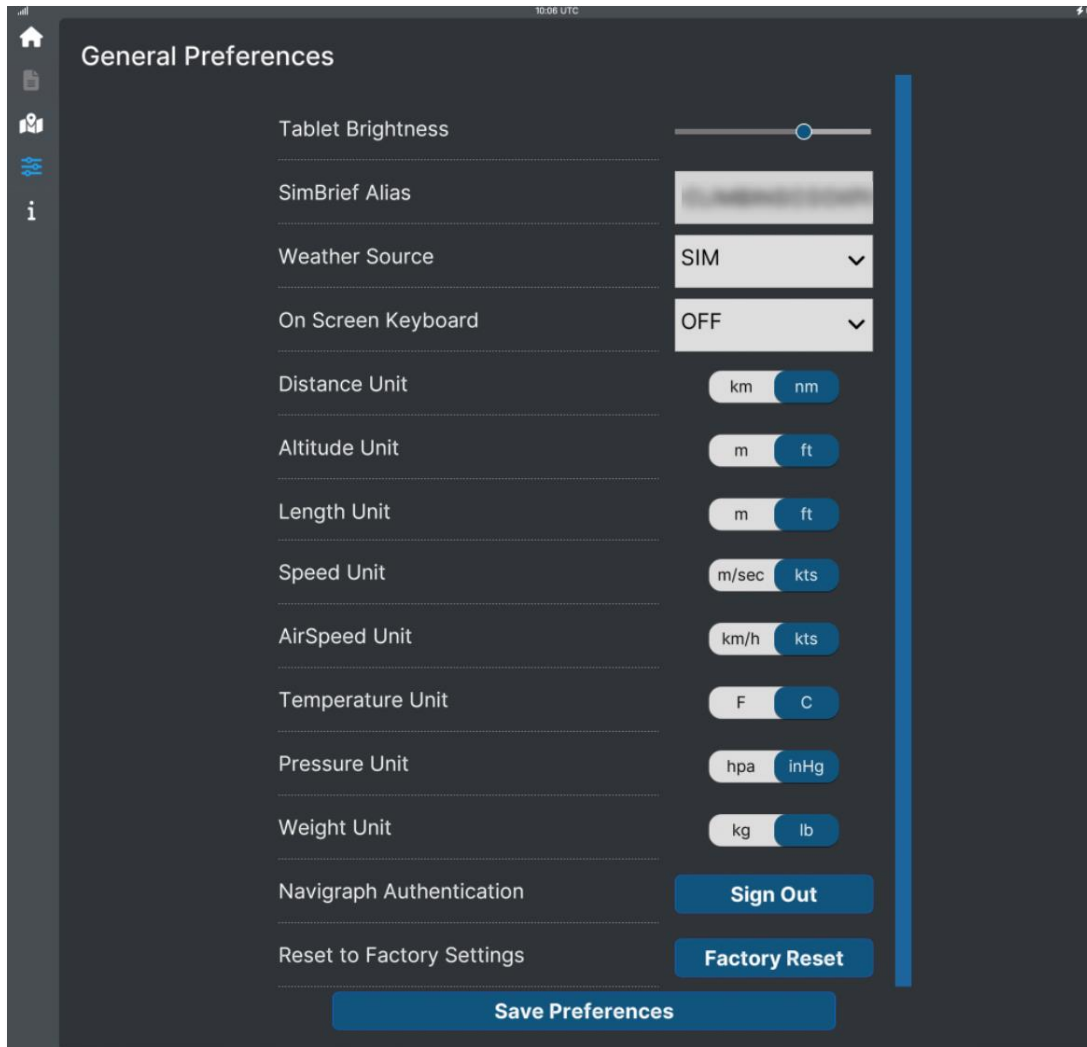 10:06 UTC
General Preferences
Tablet Brightness
SimBrief Alias
Weather Source SIM
On Screen Keyboard OFF
Distance Unit km nm
Altitude Unit m ft
Length Unit m ft
Speed Unit m/sec kts
AirSpeed Unit km/h kts
Temperature Unit F C
Pressure Unit hpa inHg
Weight Unit kg lb
Navigraph Authentication Sign Out
Reset to Factory Settings Factory Reset
Save Preferences